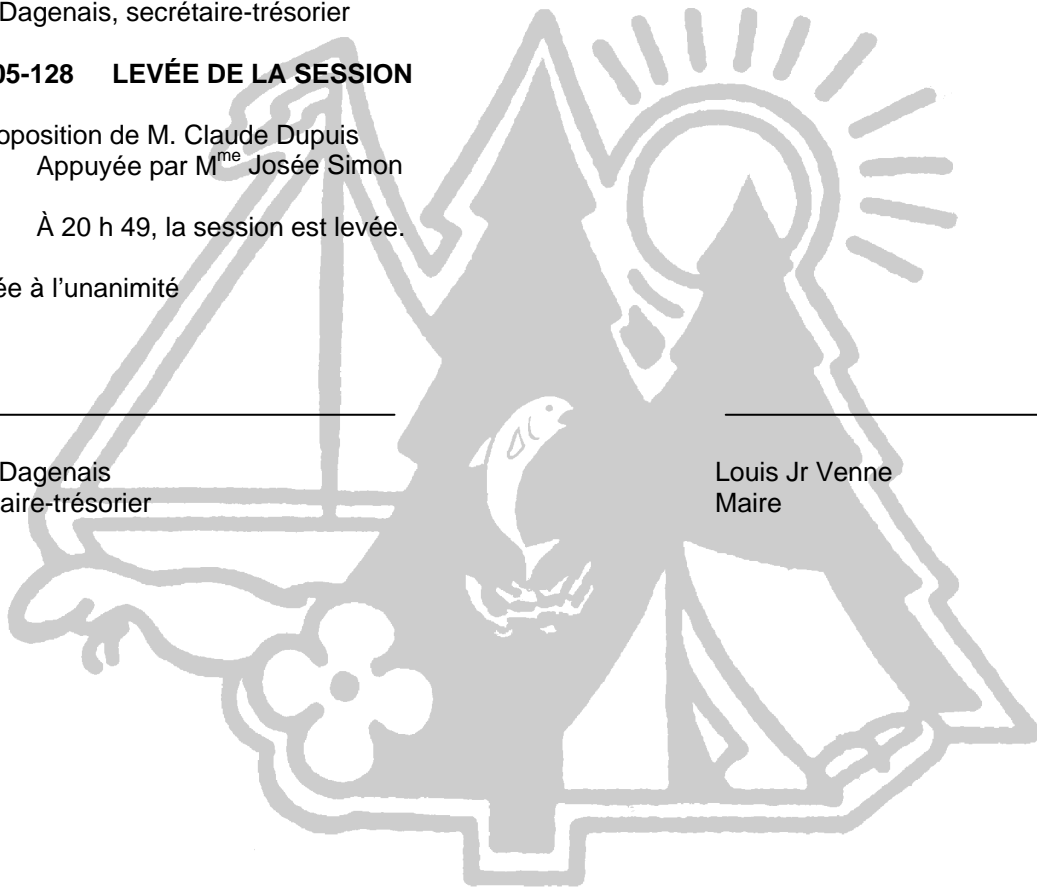 Dagenais, secrétaire-trésorier
05-128 LEVÉE DE LA SESSION
oposition de M. Claude Dupuis
Appuyée par Mme Josée Simon
À 20 h 49, la session est levée.
ée à l’unanimité
Dagenais
aire-trésorier
Louis Jr Venne
Maire